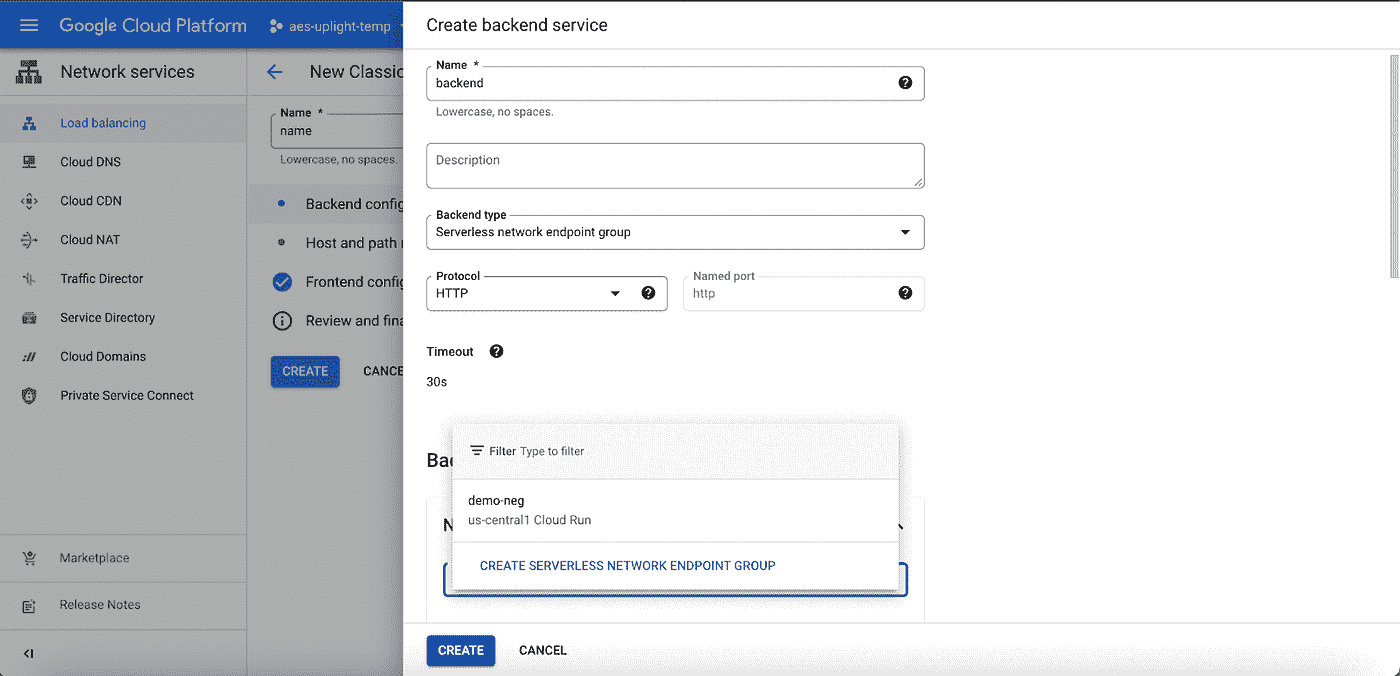 Google Cloud Platform
aes-uplight-temp
Network services
Load balancing
Cloud DNS
Cloud CDN
Cloud NAT
Traffic Director
Service Directory
Cloud Domains
Private Service Connect
Marketplace
Release Notes
New Classic
Name *
name
Lowercase, no spaces.
Backend config
Host and path
Frontend config
Review and fina
CREATE
CANCE
Create backend service
Name *
backend
Lowercase, no spaces.
Description
Backend type
Serverless network endpoint group
Protocol
HTTP
Named port
http
Timeout
30s
Bac
Filter Type to filter
demo-neg
us-central1 Cloud Run
CREATE SERVERLESS NETWORK ENDPOINT GROUP
CREATE
CANCEL